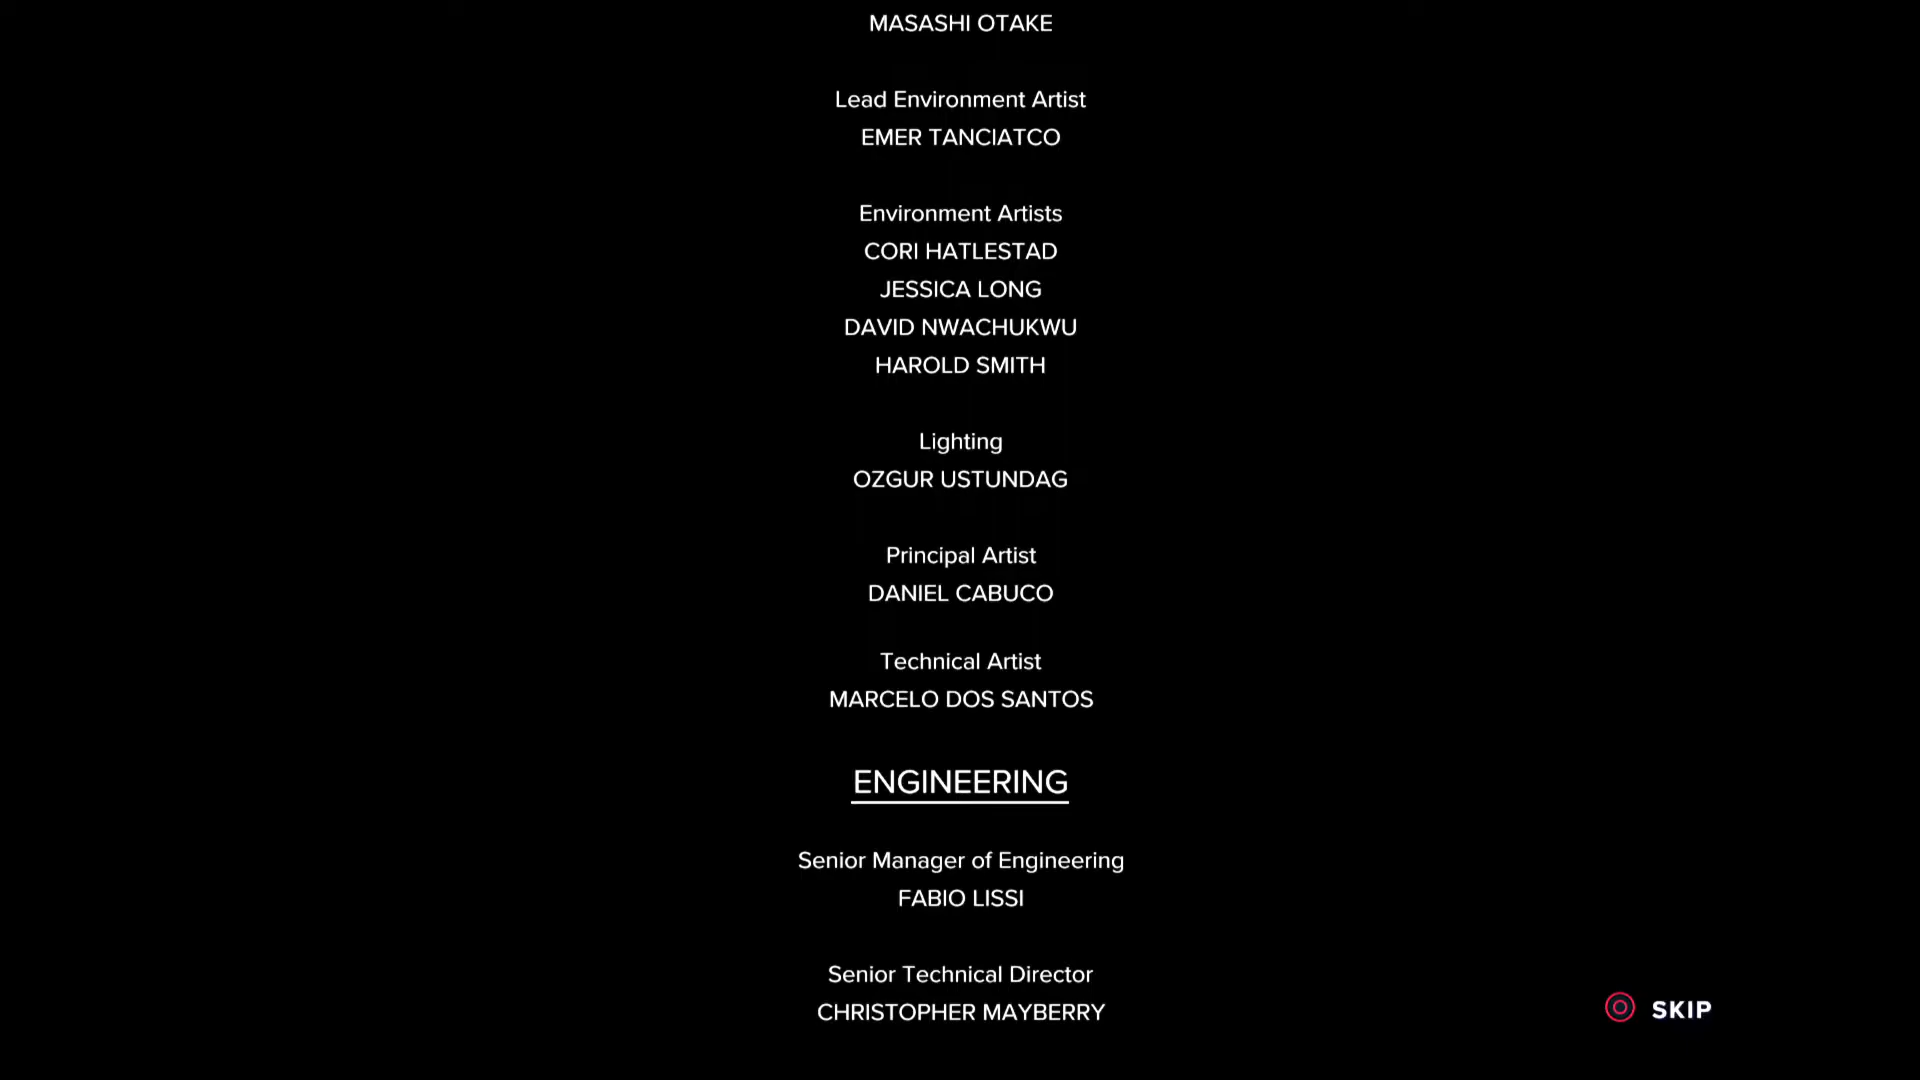 MASASHI OTAKE
Lead Environment Artist
EMER TANCIATCO
Environment Artists
CORI HATLESTAD
JESSICA LONG
DAVID NWACHUKWU
HAROLD SMITH
Lighting
OZGUR USTUNDAG
Principal Artist
DANIEL CABUCO
Technical Artist
MARCELO DOS SANTOS
ENGINEERING
Senior Manager of Engineering
FABIO LISSI
Senior Technical Director
CHRISTOPHER MAYBERRY
SKIP